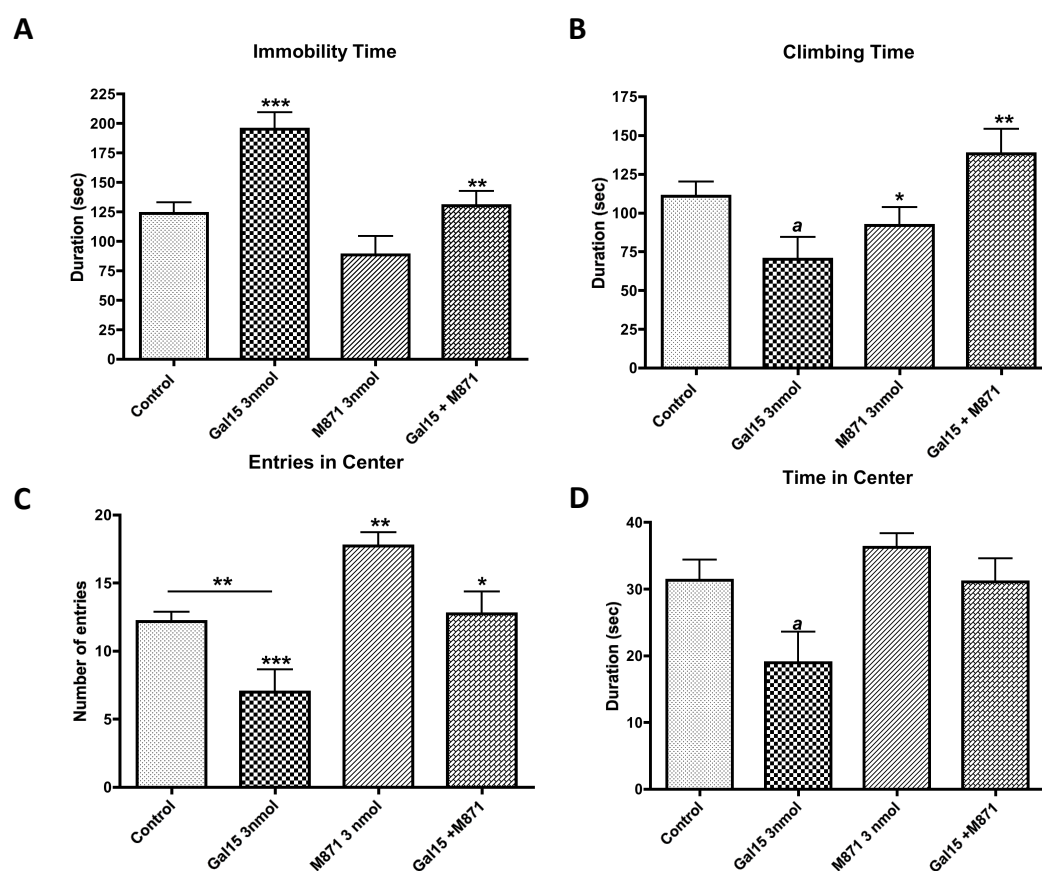 A
Immobility Time
Duration (sec)
225
200
175
150
125
100
75
50
25
0
***
**
Control
Gal15 3nmol
M871 3nmol
Gal15 + M871
B
Climbing Time
Duration (sec)
175
150
125
100
75
50
25
0
a
*
**
Control
Gal15 3nmol
M871 3nmol
Gal15 + M871
C
Entries in Center
Number of entries
20
15
10
5
0
**
***
**
*
Control
Gal15 3nmol
M871 3 nmol
Gal15 +M871
D
Time in Center
Duration (sec)
40
30
20
10
0
a
Control
Gal15 3nmol
M871 3 nmol
Gal15 +M871